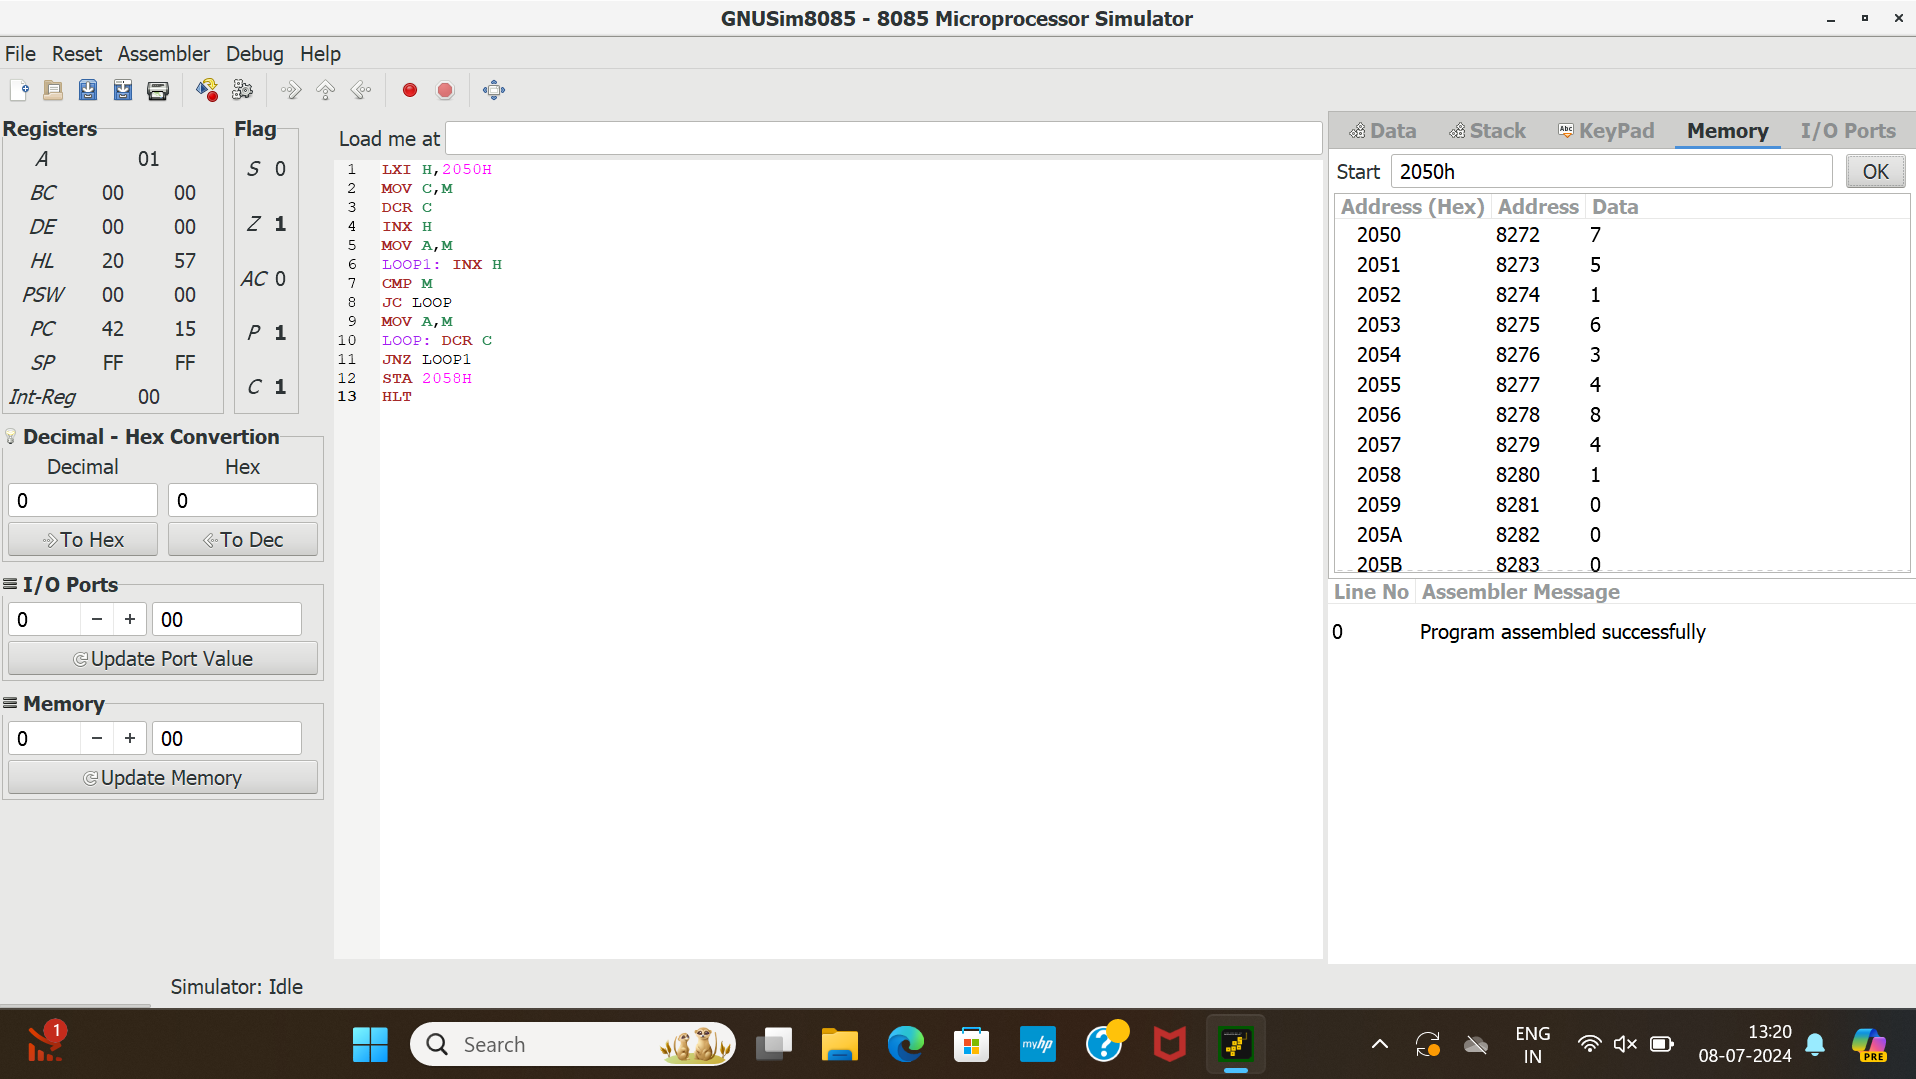 GNUSim8085 - 8085 Microprocessor Simulator
File Reset Assembler Debug Help
Registers
A 01
BC 00 00
DE 00 00
HL 20 57
PSW 00 00
PC 42 15
SP FF FF
Int-Reg 00
Flag
S 0
Z 1
AC 0
P 1
C 1
Decimal - Hex Convertion
Decimal Hex
0 0
To Hex To Dec
I/O Ports
0 − + 00
Update Port Value
Memory
0 − + 00
Update Memory
Load me at
1 LXI H,2050H
2 MOV C,M
3 DCR C
4 INX H
5 MOV A,M
6 LOOP1: INX H
7 CMP M
8 JC LOOP
9 MOV A,M
10 LOOP: DCR C
11 JNZ LOOP1
12 STA 2058H
13 HLT
Data Stack Abc KeyPad Memory I/O Ports
Start 2050h OK
Address (Hex) Address Data
2050 8272 7
2051 8273 5
2052 8274 1
2053 8275 6
2054 8276 3
2055 8277 4
2056 8278 8
2057 8279 4
2058 8280 1
2059 8281 0
205A 8282 0
205B 8283 0
Line No Assembler Message
0 Program assembled successfully
Simulator: Idle
1
Search
myhp
?
ENG
IN
13:20
08-07-2024
PRE